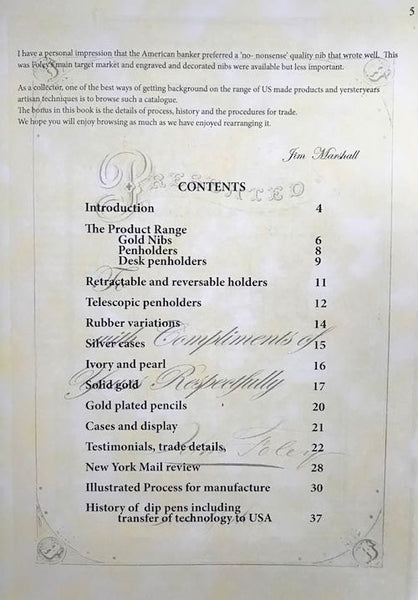 5
I have a personal impression that the American banker preferred a 'no- nonsense' quality nib that wrote well.  This
was Foley's main target market and engraved and decorated nibs were available but less important.
As a collector, one of the best ways of getting background on the range of US made products and yersteryears
artisan techniques is to browse such a catalogue.
The bonus in this book is the details of process, history and the procedures for trade.
We hope you will enjoy browsing as much as we have enjoyed rearranging it.
Jim Marshall
PRESENTED
CONTENTS
Introduction 4
The Product Range
Gold Nibs 6
Penholders 8
Desk penholders 9
To
Retractable and reversable holders 11
Telescopic penholders 12
Rubber variations 14
with Compliments of
Silver cases 15
Ivory and pearl 16
Yours Respectfully
Solid gold 17
Gold plated pencils 20
Cases and display 21
Testimonials, trade details, 22
Foley
New York Mail review 28
Illustrated Process for manufacture 30
History of  dip pens including
transfer of technology to USA 37